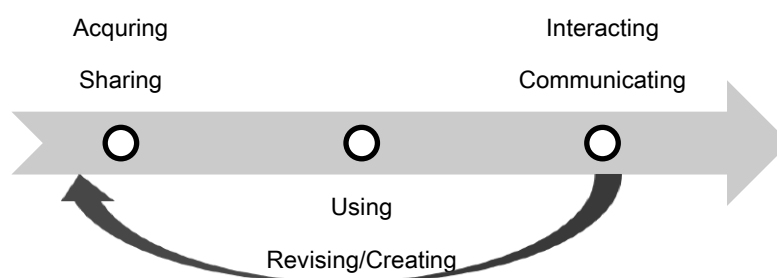 Acquring
Sharing
Interacting
Communicating
Using
Revising/Creating